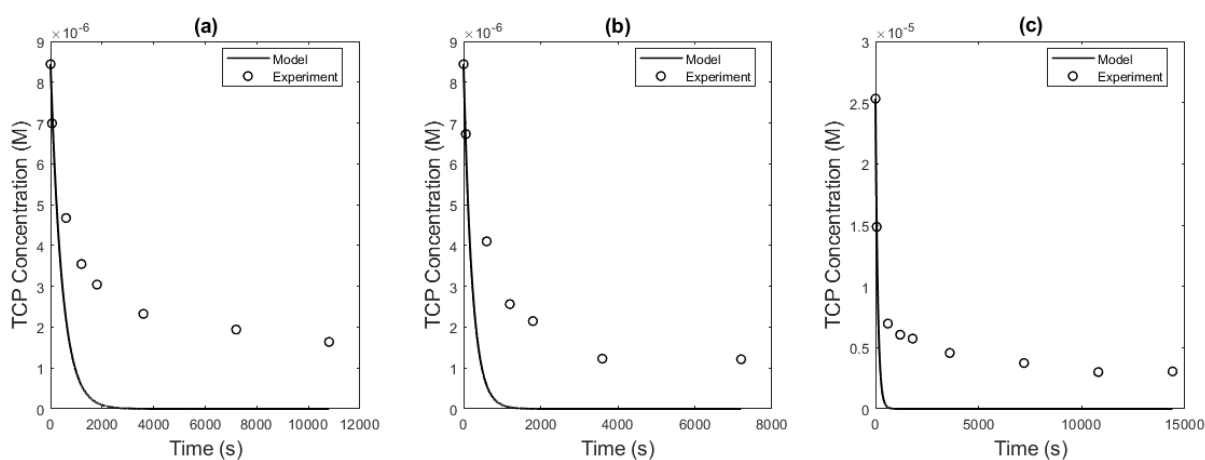 (a)
×10⁻⁶
9
8
7
6
5
4
3
2
1
0
0 2000 4000 6000 8000 10000 12000
TCP Concentration (M)
Time (s)
Model
Experiment
(b)
×10⁻⁶
9
8
7
6
5
4
3
2
1
0
0 2000 4000 6000 8000
TCP Concentration (M)
Time (s)
Model
Experiment
(c)
×10⁻⁵
3
2.5
2
1.5
1
0.5
0
0 5000 10000 15000
TCP Concentration (M)
Time (s)
Model
Experiment